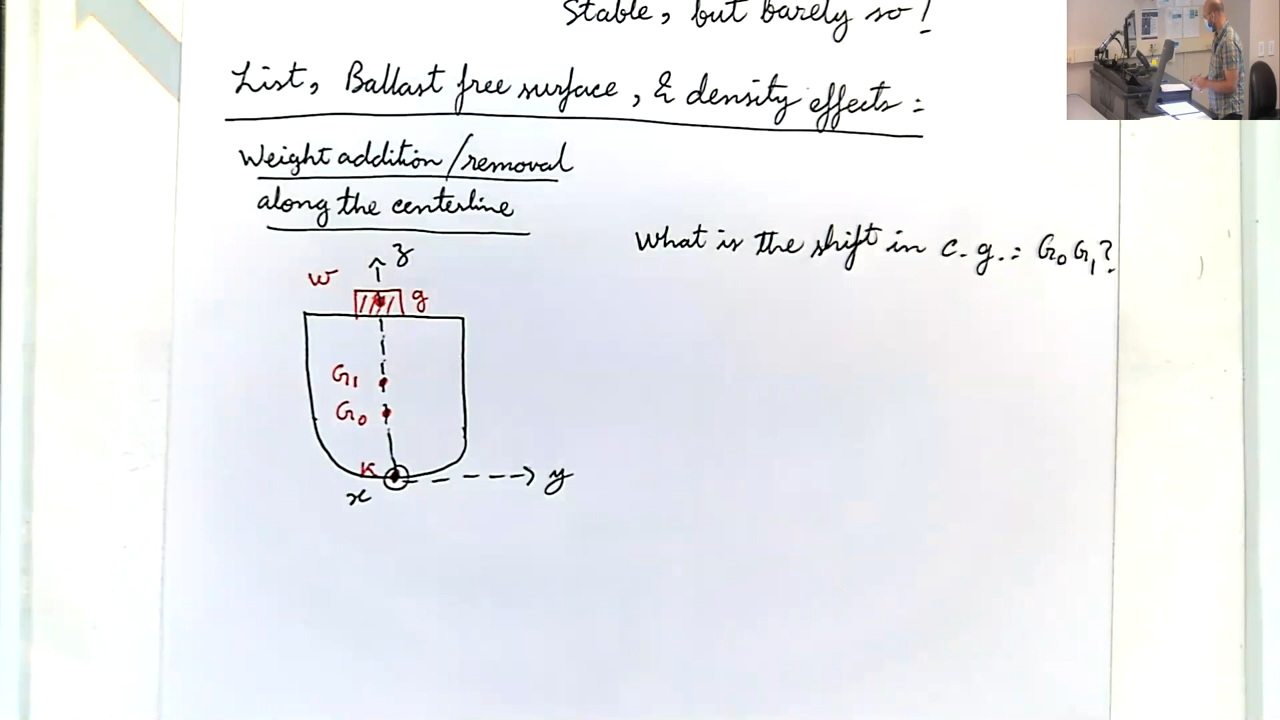 Stable, but barely so!
List, Ballast free surface, & density effects:
Weight addition/removal
along the centerline
What is the shift in c.g.: G₀G₁?
z
w
g
G₁
G₀
K
y
x